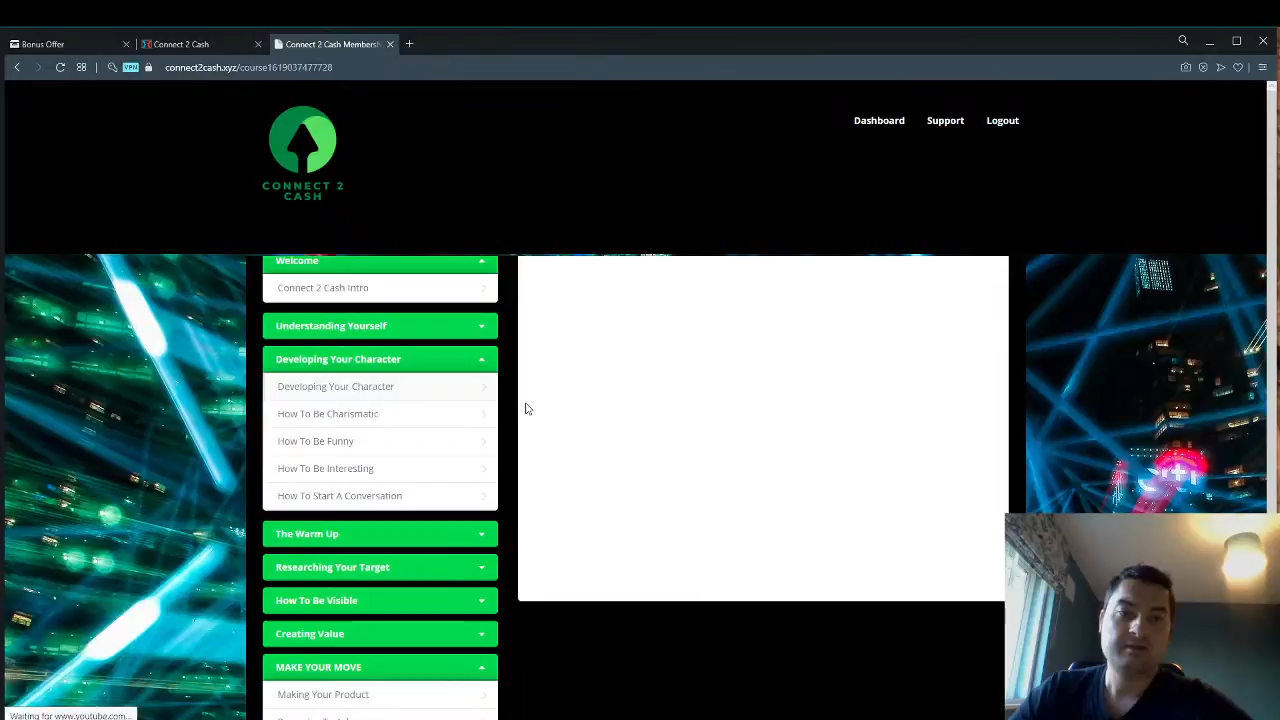 Bonus Offer
Connect 2 Cash
Connect 2 Cash Membersh
VPN
connect2cash.xyz/course1619037477728
CONNECT 2
CASH
Dashboard
Support
Logout
Welcome
Connect 2 Cash Intro
Understanding Yourself
Developing Your Character
Developing Your Character
How To Be Charismatic
How To Be Funny
How To Be Interesting
How To Start A Conversation
The Warm Up
Researching Your Target
How To Be Visible
Creating Value
MAKE YOUR MOVE
Making Your Product
Waiting for www.youtube.com...